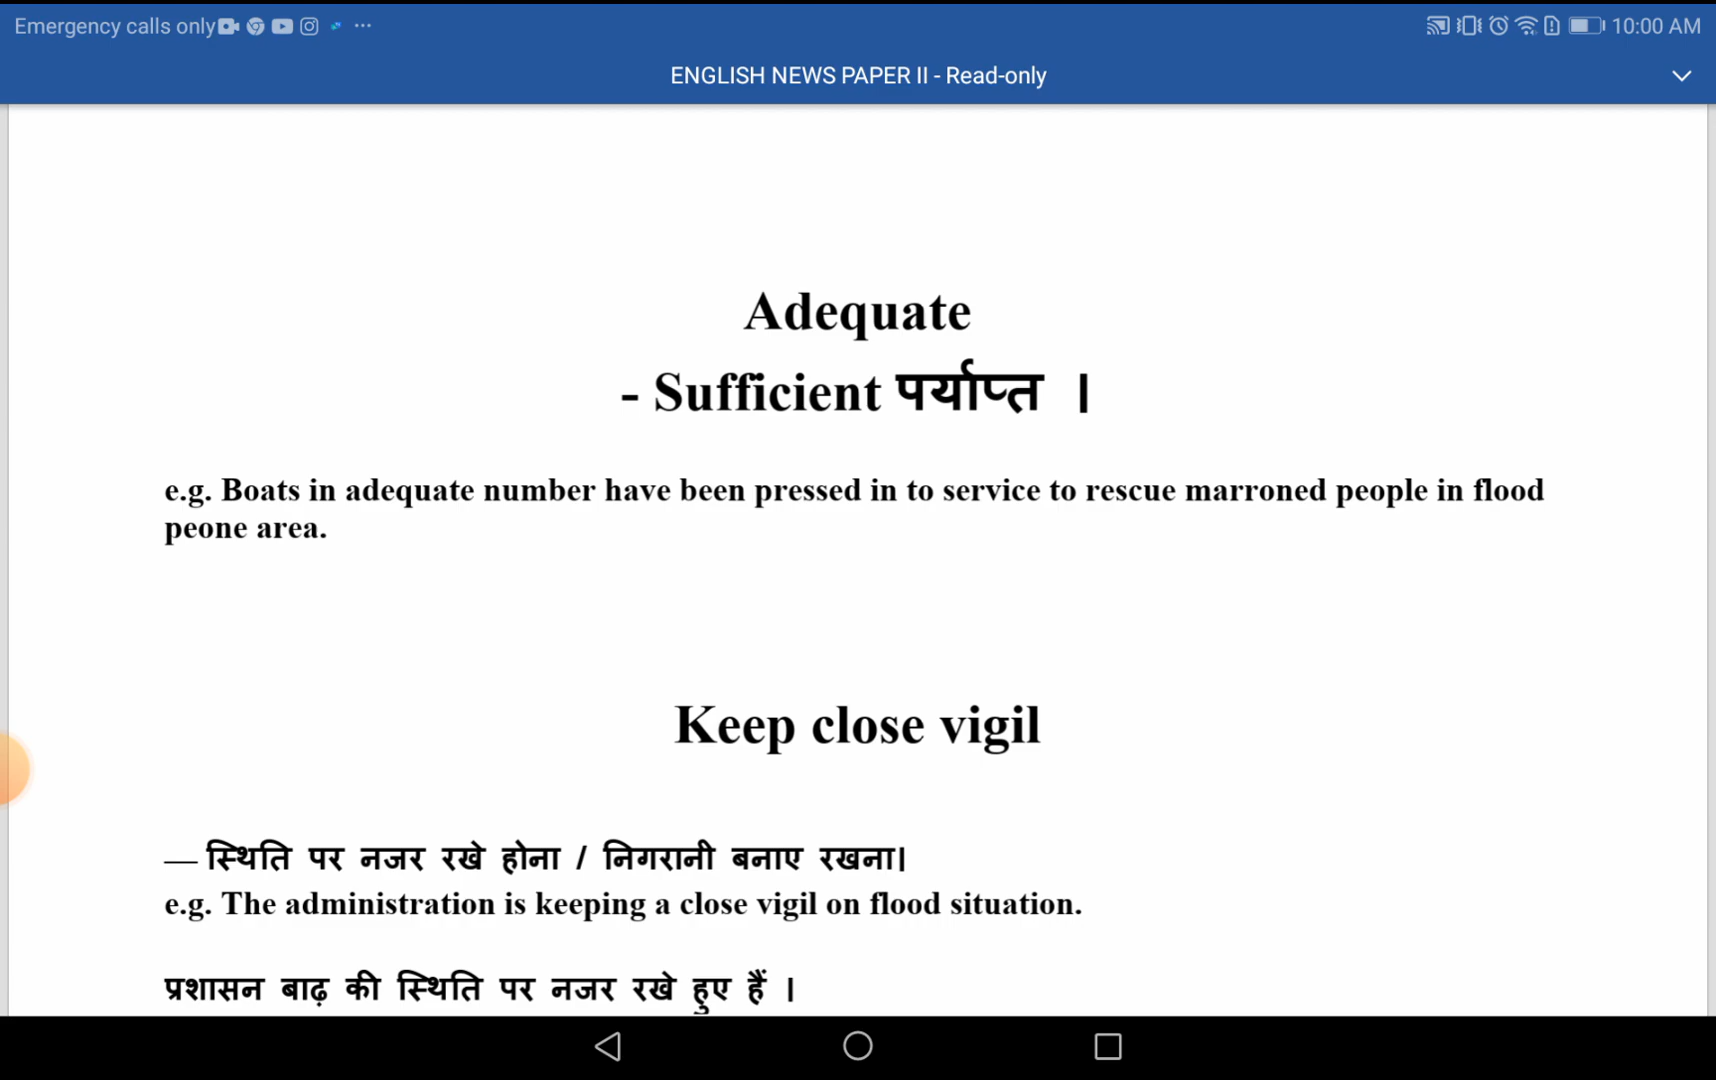 Emergency calls only
10:00 AM
ENGLISH NEWS PAPER II - Read-only
Adequate
- Sufficient पर्याप्त ।
e.g. Boats in adequate number have been pressed in to service to rescue marroned people in flood
peone area.
Keep close vigil
— स्थिति पर नजर रखे होना / निगरानी बनाए रखना।
e.g. The administration is keeping a close vigil on flood situation.
प्रशासन बाढ़ की स्थिति पर नजर रखे हुए हैं ।